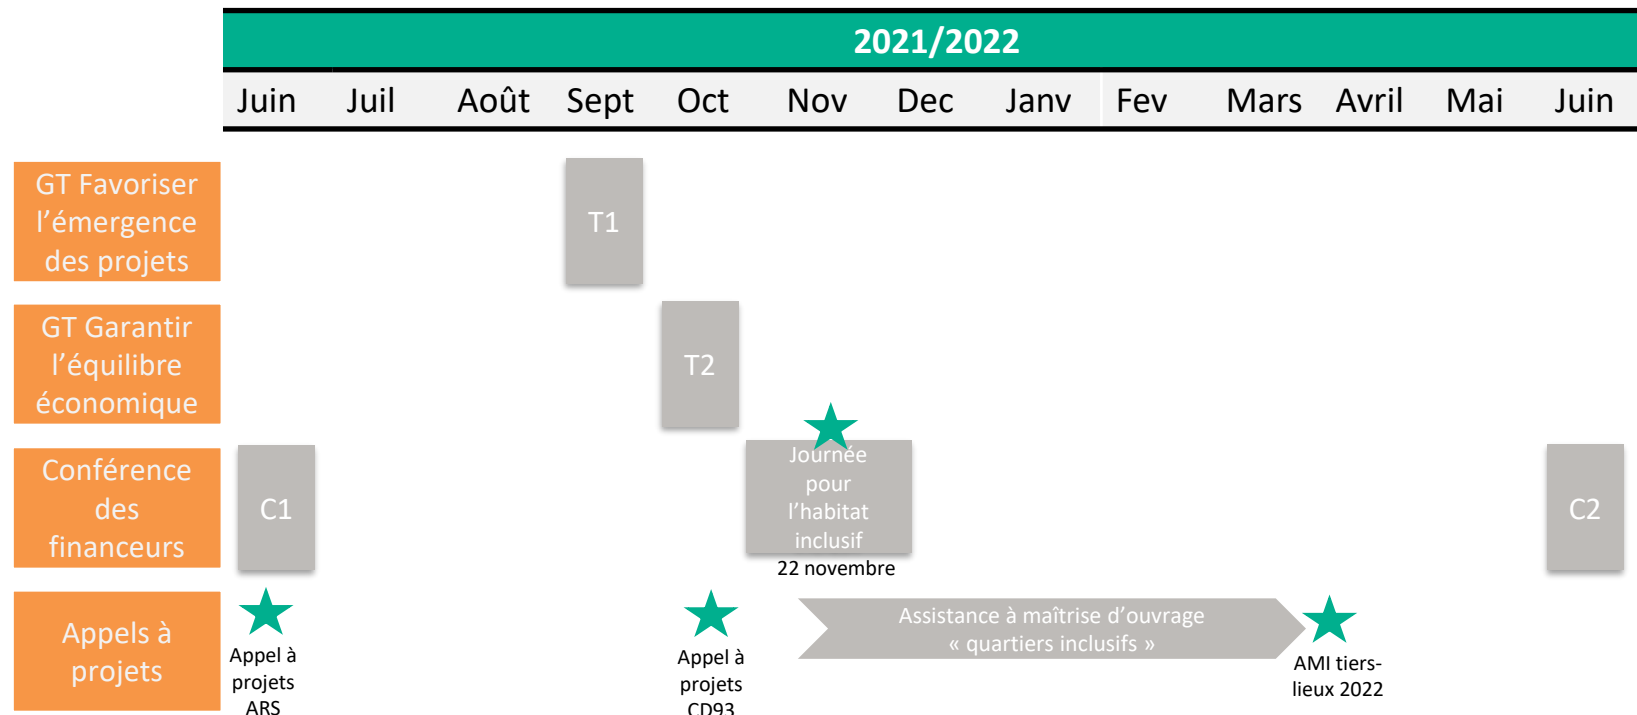 2021/2022
Juin Juil Août Sept Oct Nov Dec Janv Fev Mars Avril Mai Juin
GT Favoriser
l'émergence
des projets
T1
GT Garantir
l'équilibre
économique
T2
Conférence
des
financeurs
C1
Journée
pour
l'habitat
inclusif
22 novembre
C2
Appels à
projets
Appel à
projets
ARS
Appel à
projets
CD93
Assistance à maîtrise d'ouvrage
« quartiers inclusifs »
AMI tiers-
lieux 2022